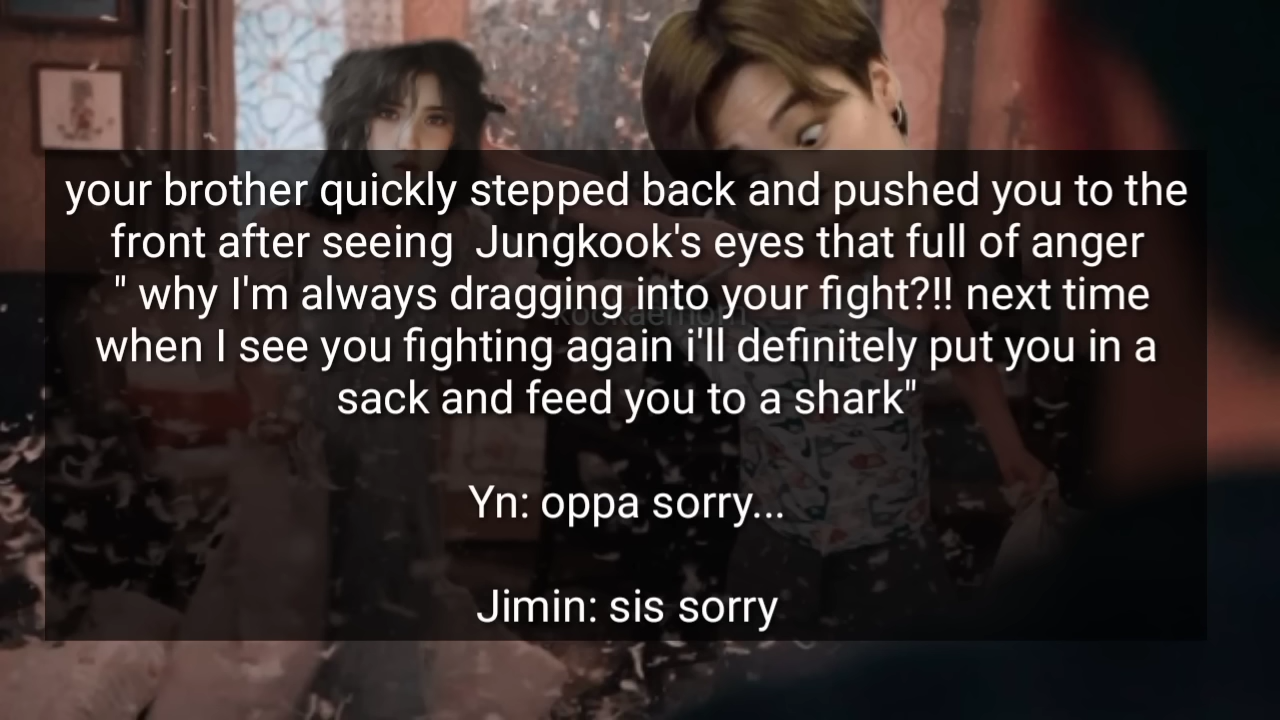 your brother quickly stepped back and pushed you to the
front after seeing  Jungkook's eyes that full of anger
" why I'm always dragging into your fight?!! next time
when I see you fighting again i'll definitely put you in a
sack and feed you to a shark"
Yn: oppa sorry...
Jimin: sis sorry